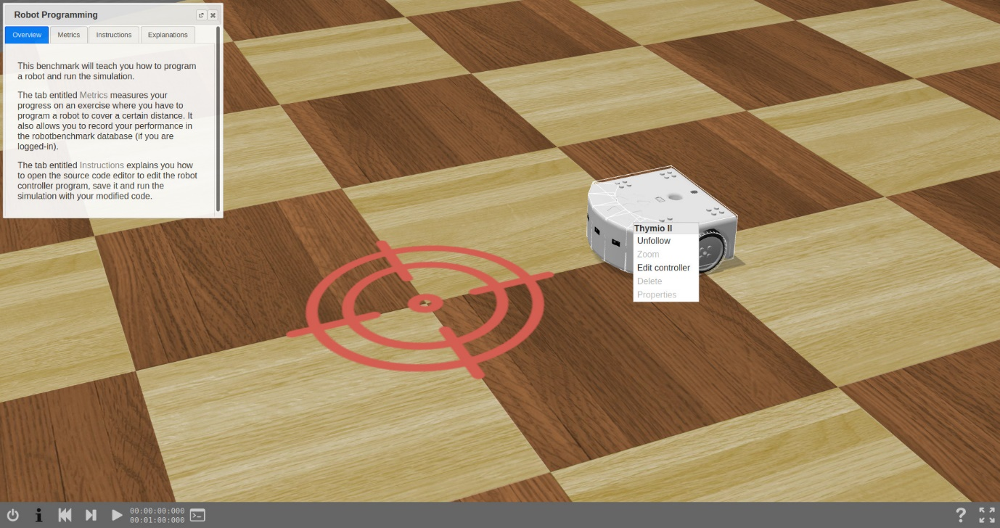 Robot Programming
Overview
Metrics
Instructions
Explanations
This benchmark will teach you how to program
a robot and run the simulation.
The tab entitled Metrics measures your
progress on an exercise where you have to
program a robot to cover a certain distance. It
also allows you to record your performance in
the robotbenchmark database (if you are
logged-in).
The tab entitled Instructions explains you how
to open the source code editor to edit the robot
controller program, save it and run the
simulation with your modified code.
Thymio II
Unfollow
Zoom
Edit controller
Delete
Properties
00:00:00:000
00:01:00:000